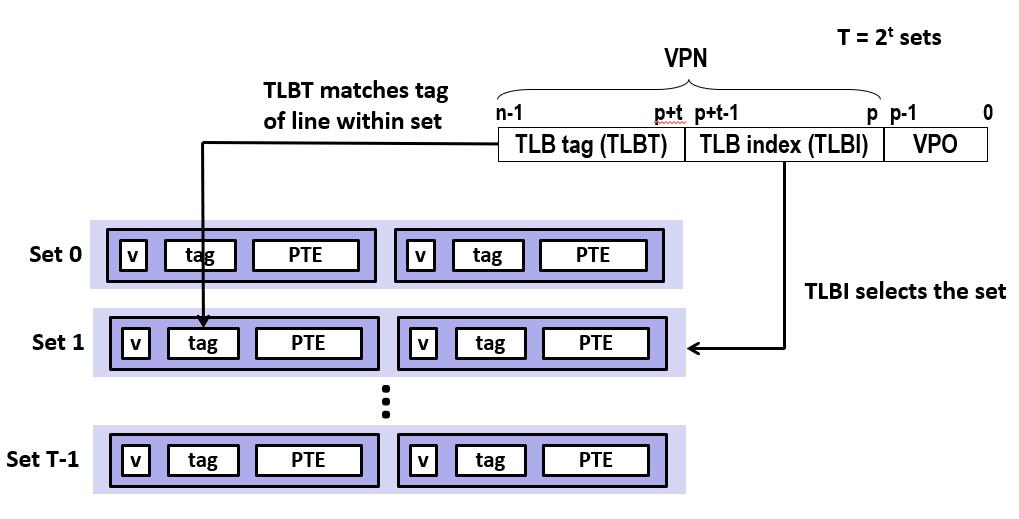 T = 2ᵗ sets
VPN
TLBT matches tag
of line within set
n-1 p+t p+t-1 p p-1 0
TLB tag (TLBT) TLB index (TLBI) VPO
Set 0 v tag PTE v tag PTE
TLBI selects the set
Set 1 v tag PTE v tag PTE
Set T-1 v tag PTE v tag PTE